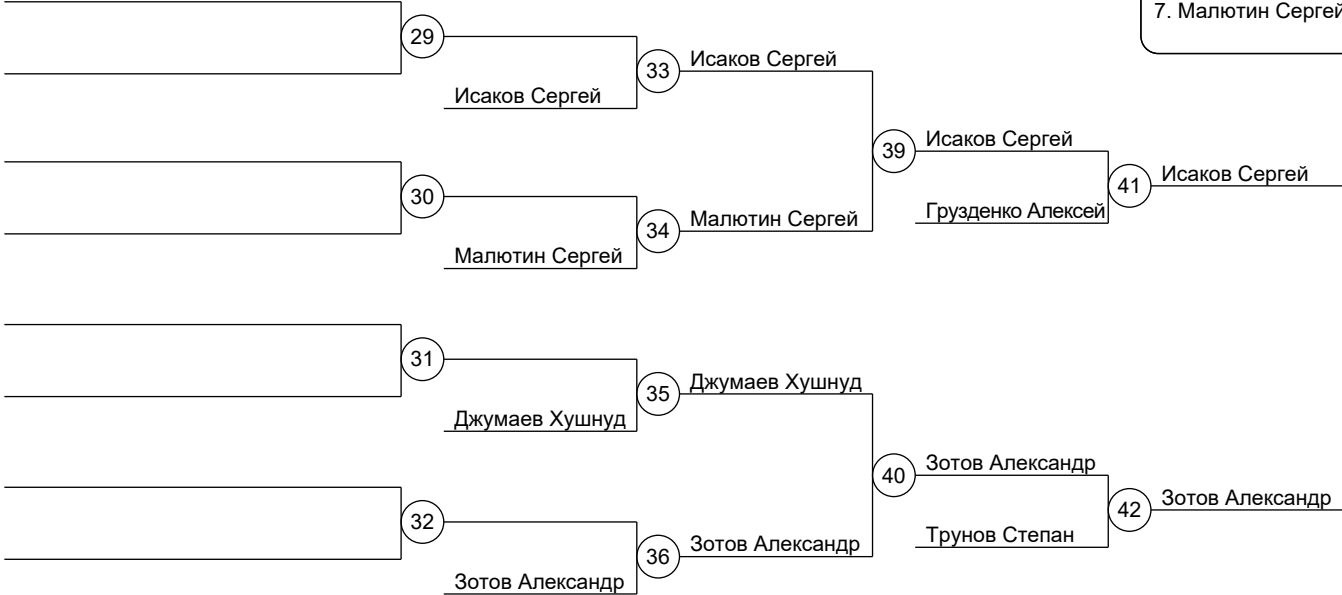 7. Малютин Сергей
29
33
Исаков Сергей
Исаков Сергей
39
Исаков Сергей
41
Исаков Сергей
30
34
Малютин Сергей
Грузденко Алексей
Малютин Сергей
31
35
Джумаев Хушнуд
Джумаев Хушнуд
40
Зотов Александр
42
Зотов Александр
32
36
Зотов Александр
Трунов Степан
Зотов Александр